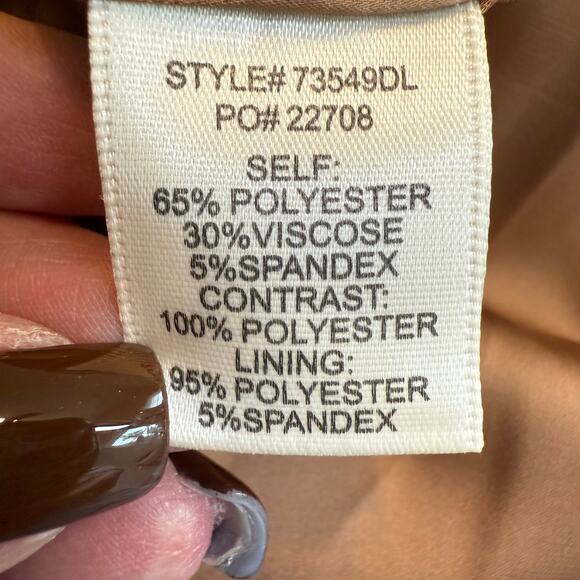 STYLE# 73549DL
PO# 22708
SELF:
65% POLYESTER
30%VISCOSE
5%SPANDEX
CONTRAST:
100% POLYESTER
LINING:
95% POLYESTER
5%SPANDEX